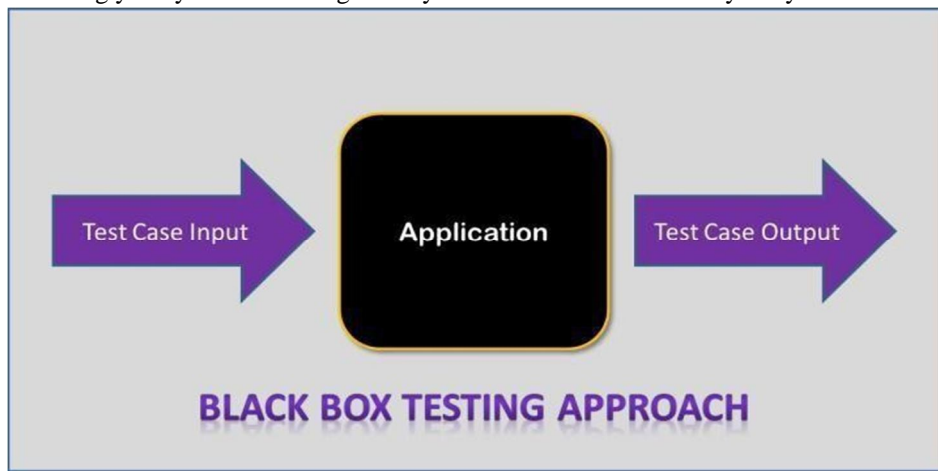 Test Case Input
Application
Test Case Output
BLACK BOX TESTING APPROACH